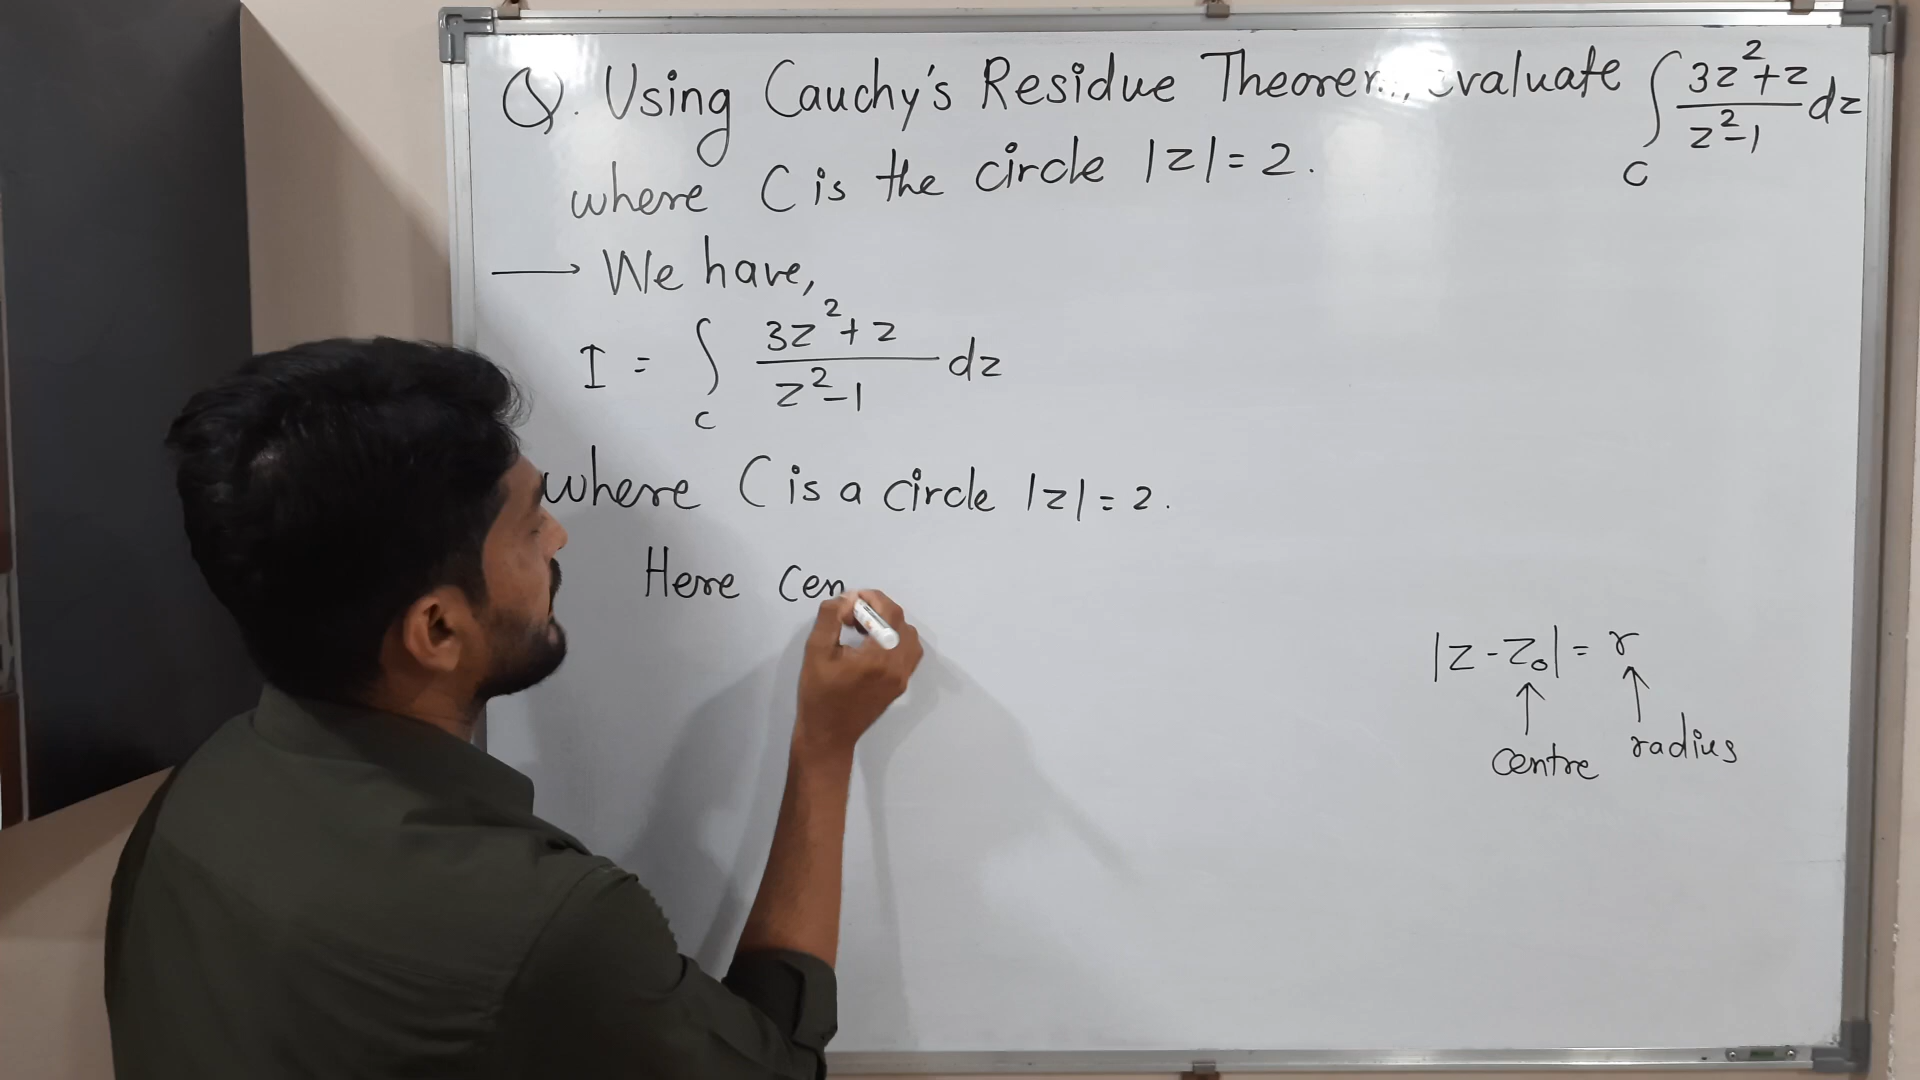 Q. Using Cauchy's Residue Theorem, evaluate ∫_C (3z²+z)/(z²-1) dz
where C is the circle |z| = 2.
⟶ We have,
I = ∫_C (3z²+z)/(z²-1) dz
where C is a circle |z| = 2.
Here cen
|z - z₀| = r
↑ ↑
centre radius